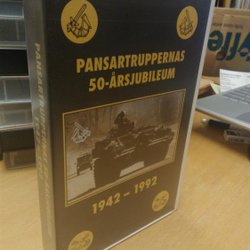 PANSARTRUPPERNAS
50-ÅRSJUBILEUM
1942 - 1992